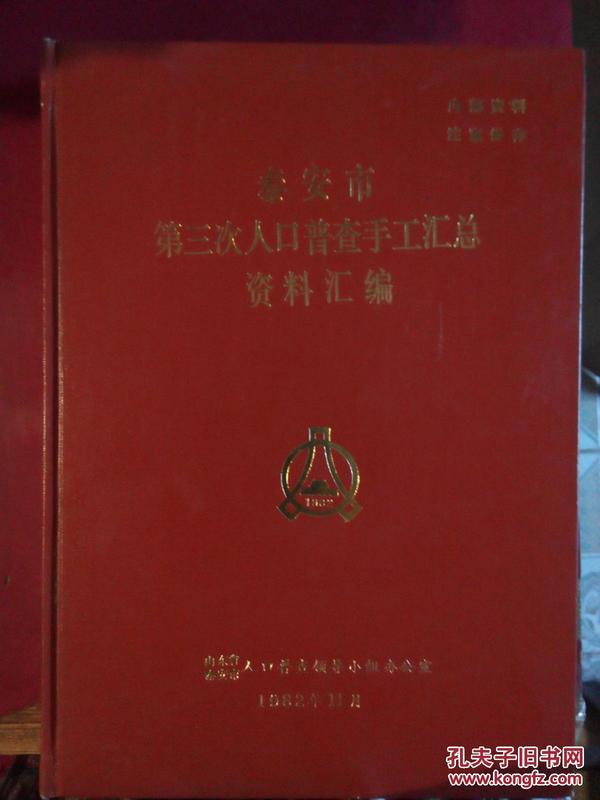 内部资料
注意保存
泰安市
第三次人口普查手工汇总
资料汇编
1982
山东省
泰安市
人口普查领导小组办公室
1982年11月
孔夫子旧书网
www.kongfz.com